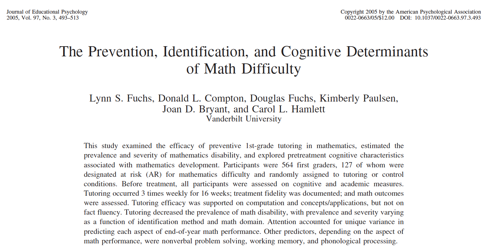 Journal of Educational Psychology
2005, Vol. 97, No. 3, 493–513
Copyright 2005 by the American Psychological Association
0022-0663/05/$12.00 DOI: 10.1037/0022-0663.97.3.493
The Prevention, Identification, and Cognitive Determinants
of Math Difficulty
Lynn S. Fuchs, Donald L. Compton, Douglas Fuchs, Kimberly Paulsen,
Joan D. Bryant, and Carol L. Hamlett
Vanderbilt University
This study examined the efficacy of preventive 1st-grade tutoring in mathematics, estimated the
prevalence and severity of mathematics disability, and explored pretreatment cognitive characteristics
associated with mathematics development. Participants were 564 first graders, 127 of whom were
designated at risk (AR) for mathematics difficulty and randomly assigned to tutoring or control
conditions. Before treatment, all participants were assessed on cognitive and academic measures.
Tutoring occurred 3 times weekly for 16 weeks; treatment fidelity was documented; and math outcomes
were assessed. Tutoring efficacy was supported on computation and concepts/applications, but not on
fact fluency. Tutoring decreased the prevalence of math disability, with prevalence and severity varying
as a function of identification method and math domain. Attention accounted for unique variance in
predicting each aspect of end-of-year math performance. Other predictors, depending on the aspect of
math performance, were nonverbal problem solving, working memory, and phonological processing.